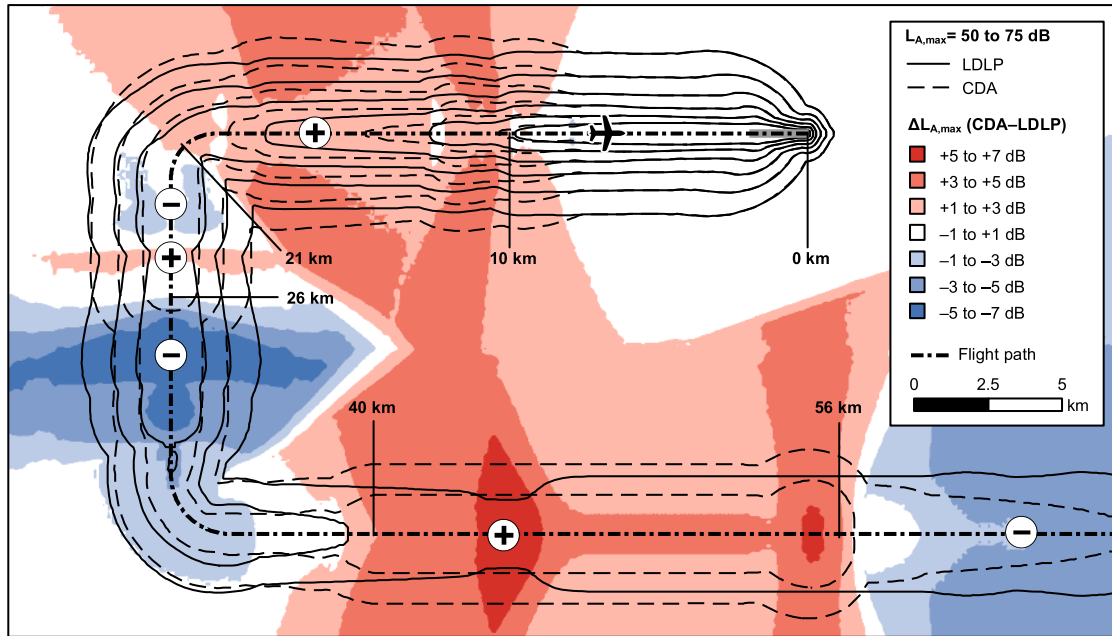 L_A,max = 50 to 75 dB
LDLP
CDA
ΔL_A,max (CDA–LDLP)
+5 to +7 dB
+3 to +5 dB
+1 to +3 dB
–1 to +1 dB
–1 to –3 dB
–3 to –5 dB
–5 to –7 dB
Flight path
0 2.5 5
km
+
–
+
–
21 km
10 km
0 km
26 km
40 km
56 km
+
–